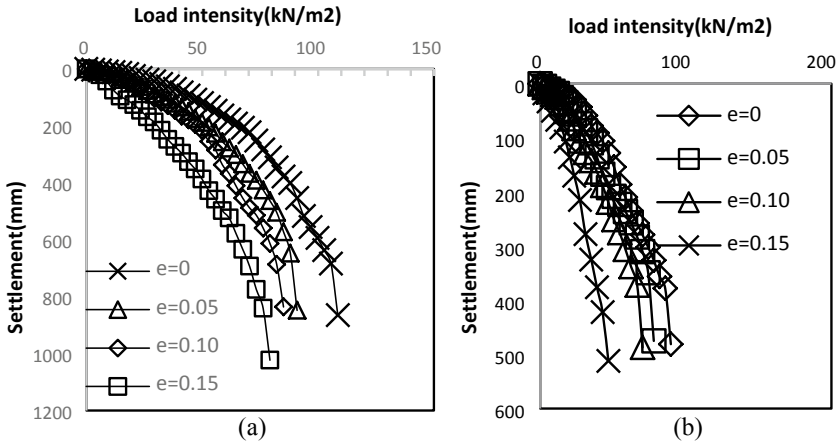 Load intensity(kN/m2)
0 50 100 150
0
200
400
600
800
1000
1200
Settlement(mm)
e=0
e=0.05
e=0.10
e=0.15
(a)
load intensity(kN/m2)
0 100 200
0
100
200
300
400
500
600
Settlement(mm)
e=0
e=0.05
e=0.10
e=0.15
(b)